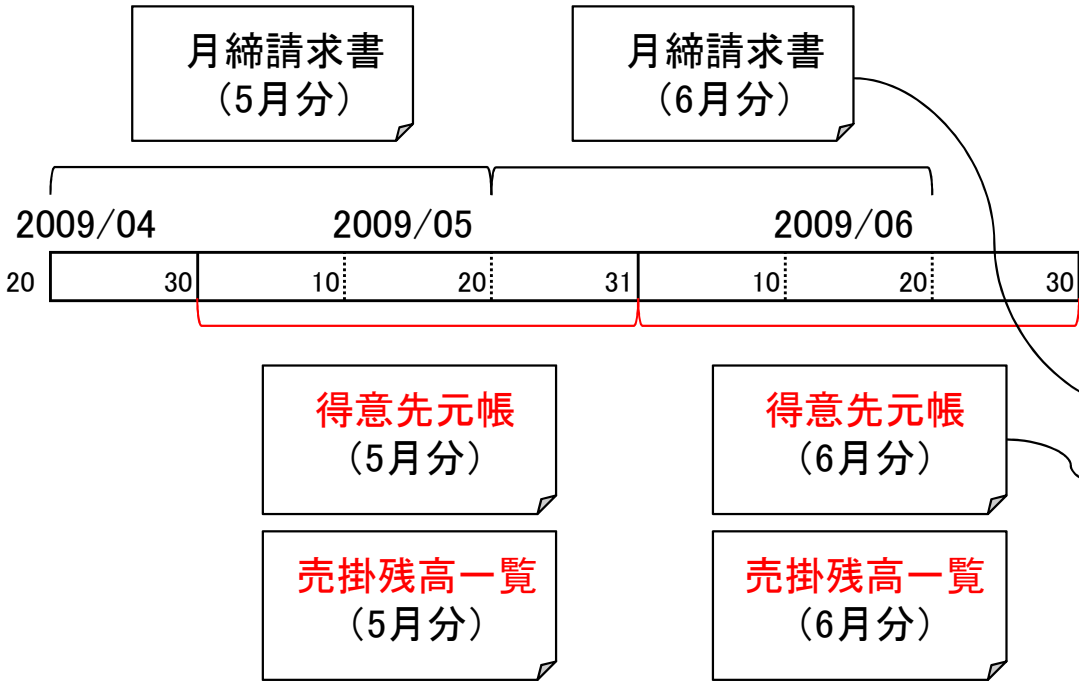 月締請求書
（5月分）
月締請求書
（6月分）
2009/04
2009/05
2009/06
20
30
10
20
31
10
20
30
得意先元帳
（5月分）
得意先元帳
（6月分）
売掛残高一覧
（5月分）
売掛残高一覧
（6月分）